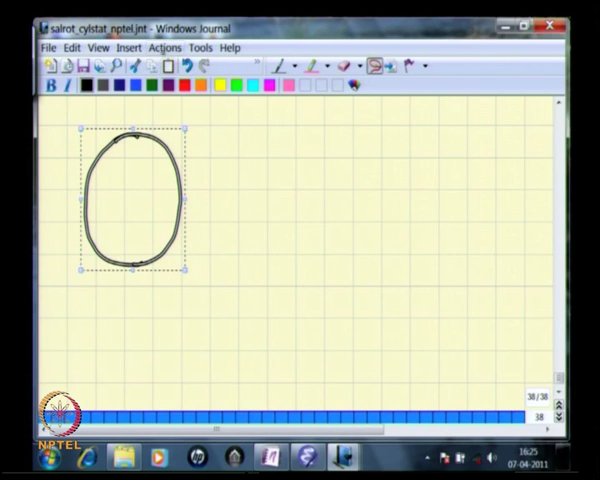 salrot_cylstat_nptel.jnt - Windows Journal
File Edit View Insert Actions Tools Help
B I
38 / 38
38
NPTEL
hp
16:25
07-04-2011